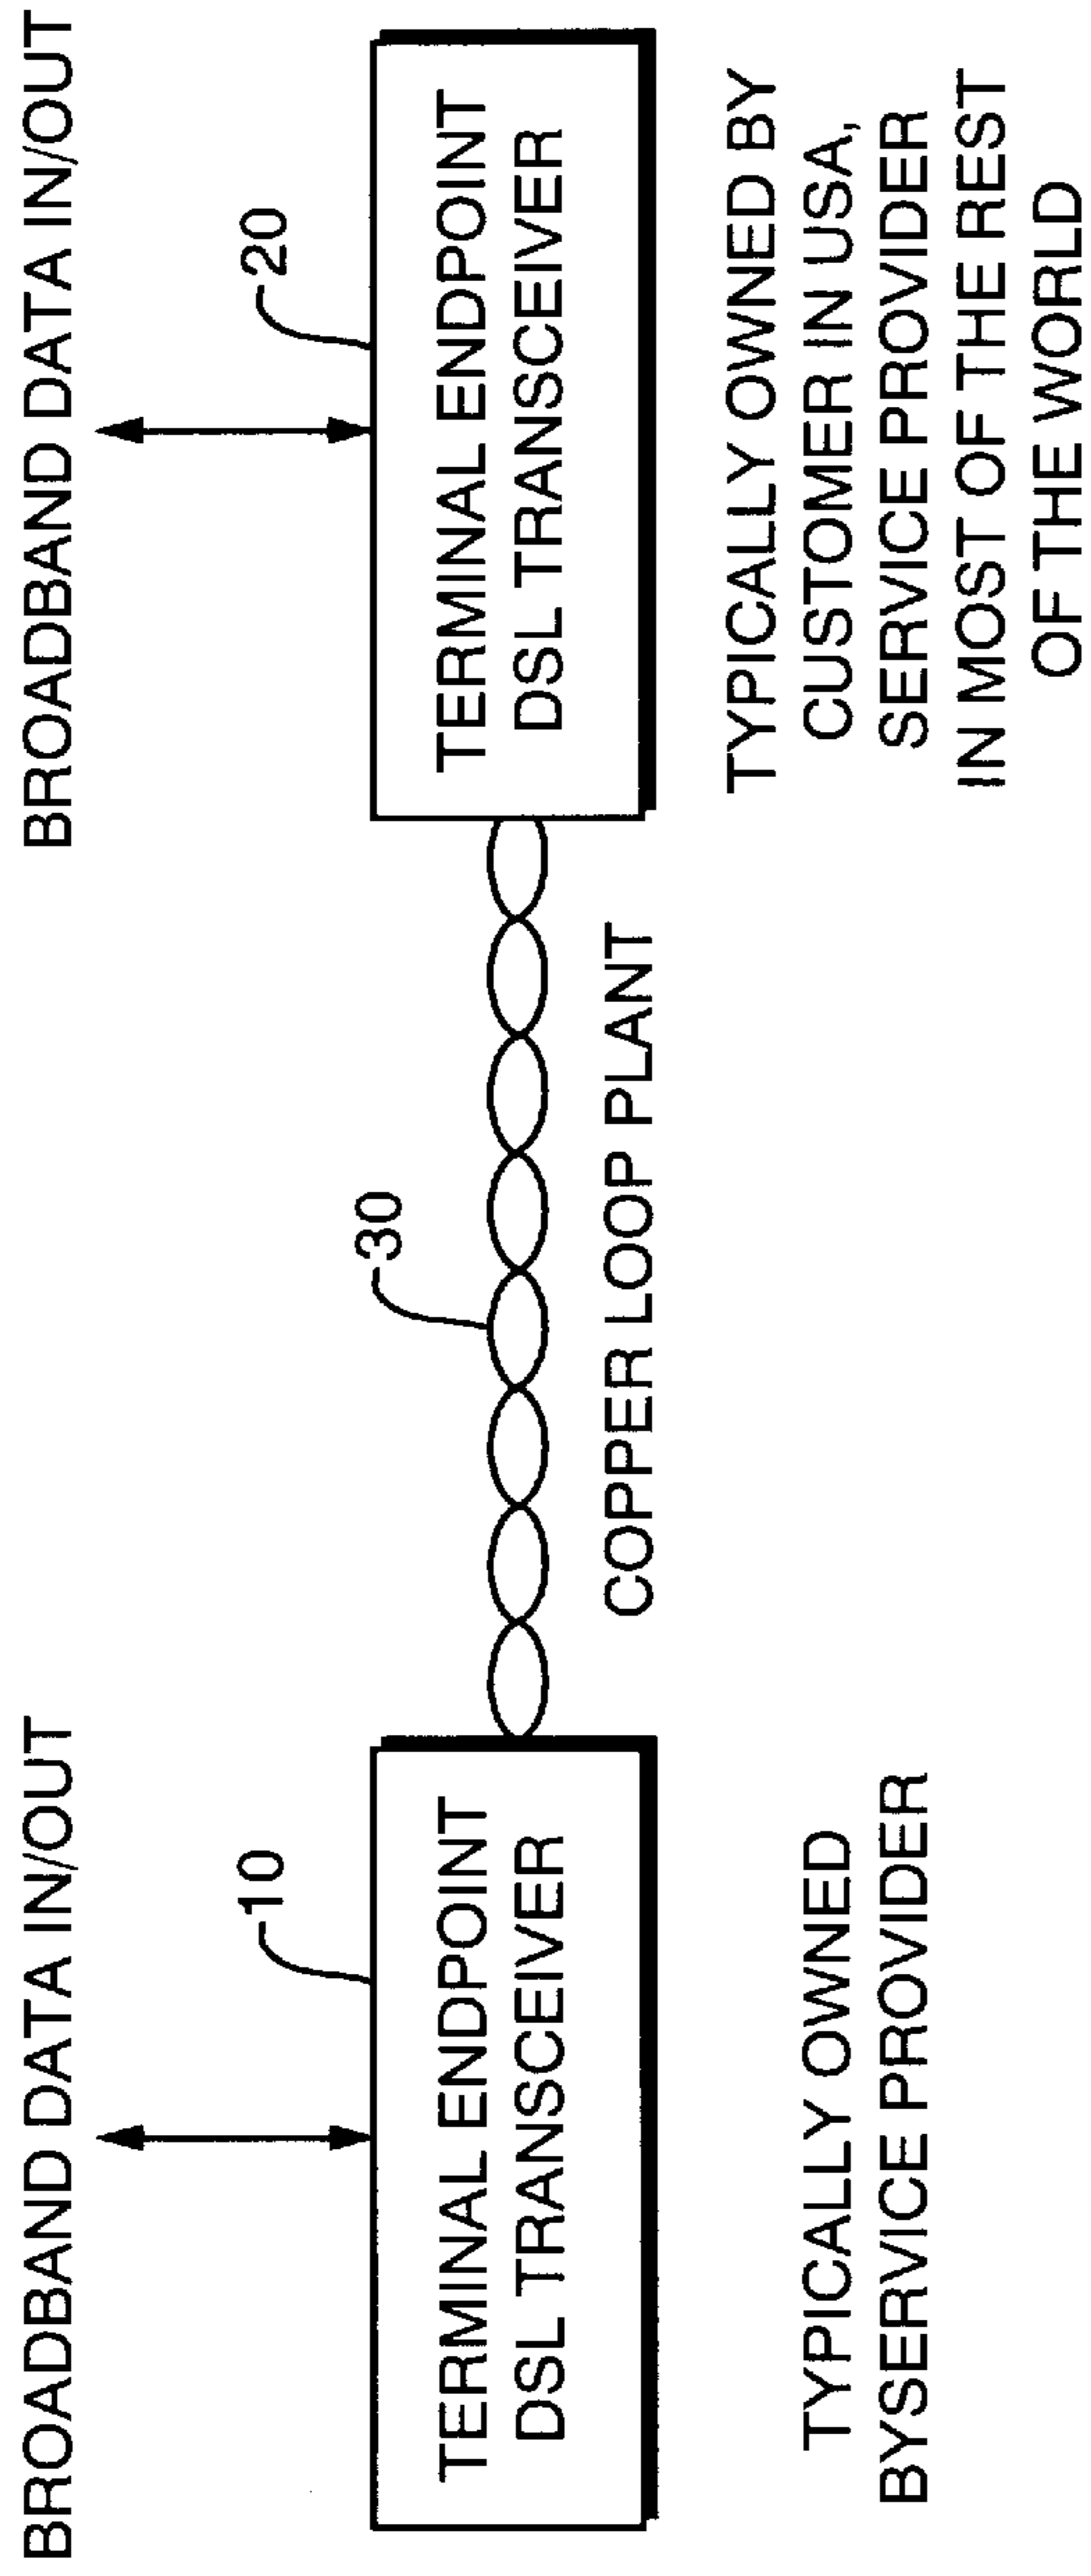 BROADBAND DATA IN/OUT
10
TERMINAL ENDPOINT
DSL TRANSCEIVER
TYPICALLY OWNED
BYSERVICE PROVIDER
30
COPPER LOOP PLANT
BROADBAND DATA IN/OUT
20
TERMINAL ENDPOINT
DSL TRANSCEIVER
TYPICALLY OWNED BY
CUSTOMER IN USA,
SERVICE PROVIDER
IN MOST OF THE REST
OF THE WORLD